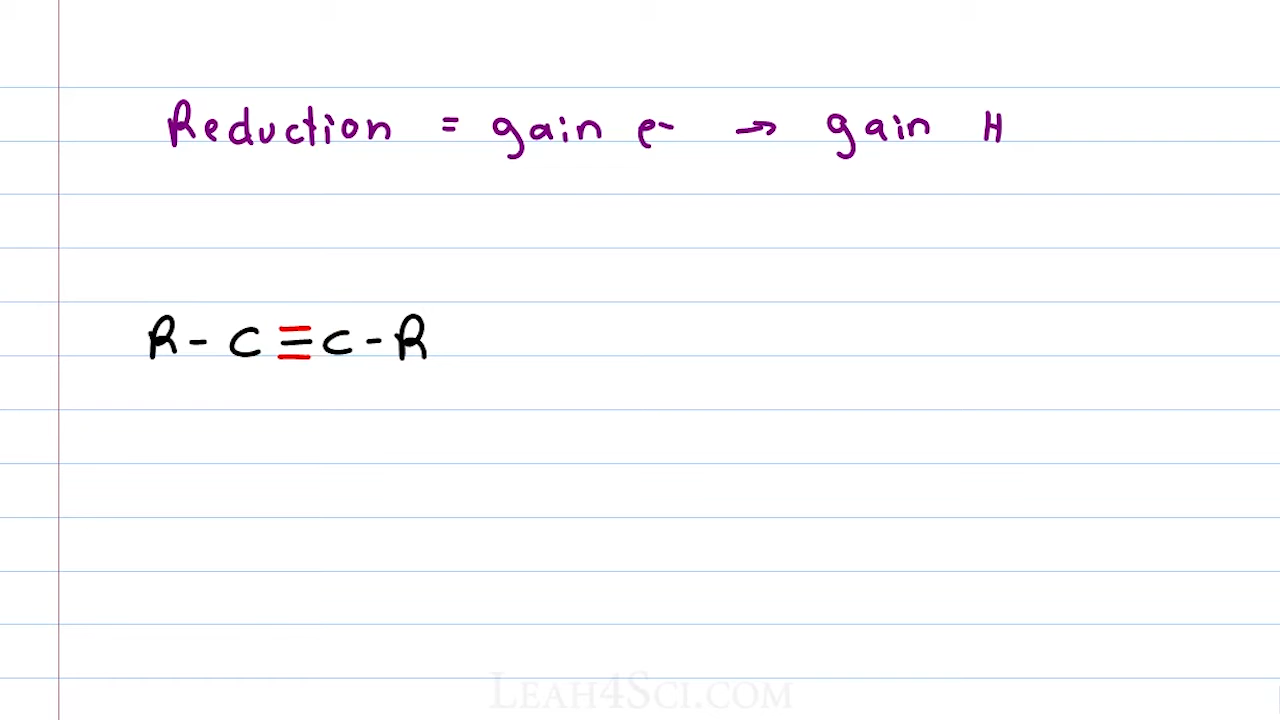 Reduction = gain e- → gain H
R - C ≡ C - R
LEAH4SCI.COM